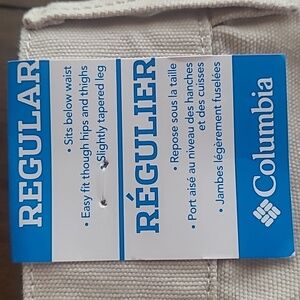 REGULAR
• Sits below waist
• Easy fit though hips and thighs
• Slightly tapered leg
RÉGULIER
• Repose sous la taille
• Port aisé au niveau des hanches
et des cuisses
• Jambes légèrement fuselées
Columbia